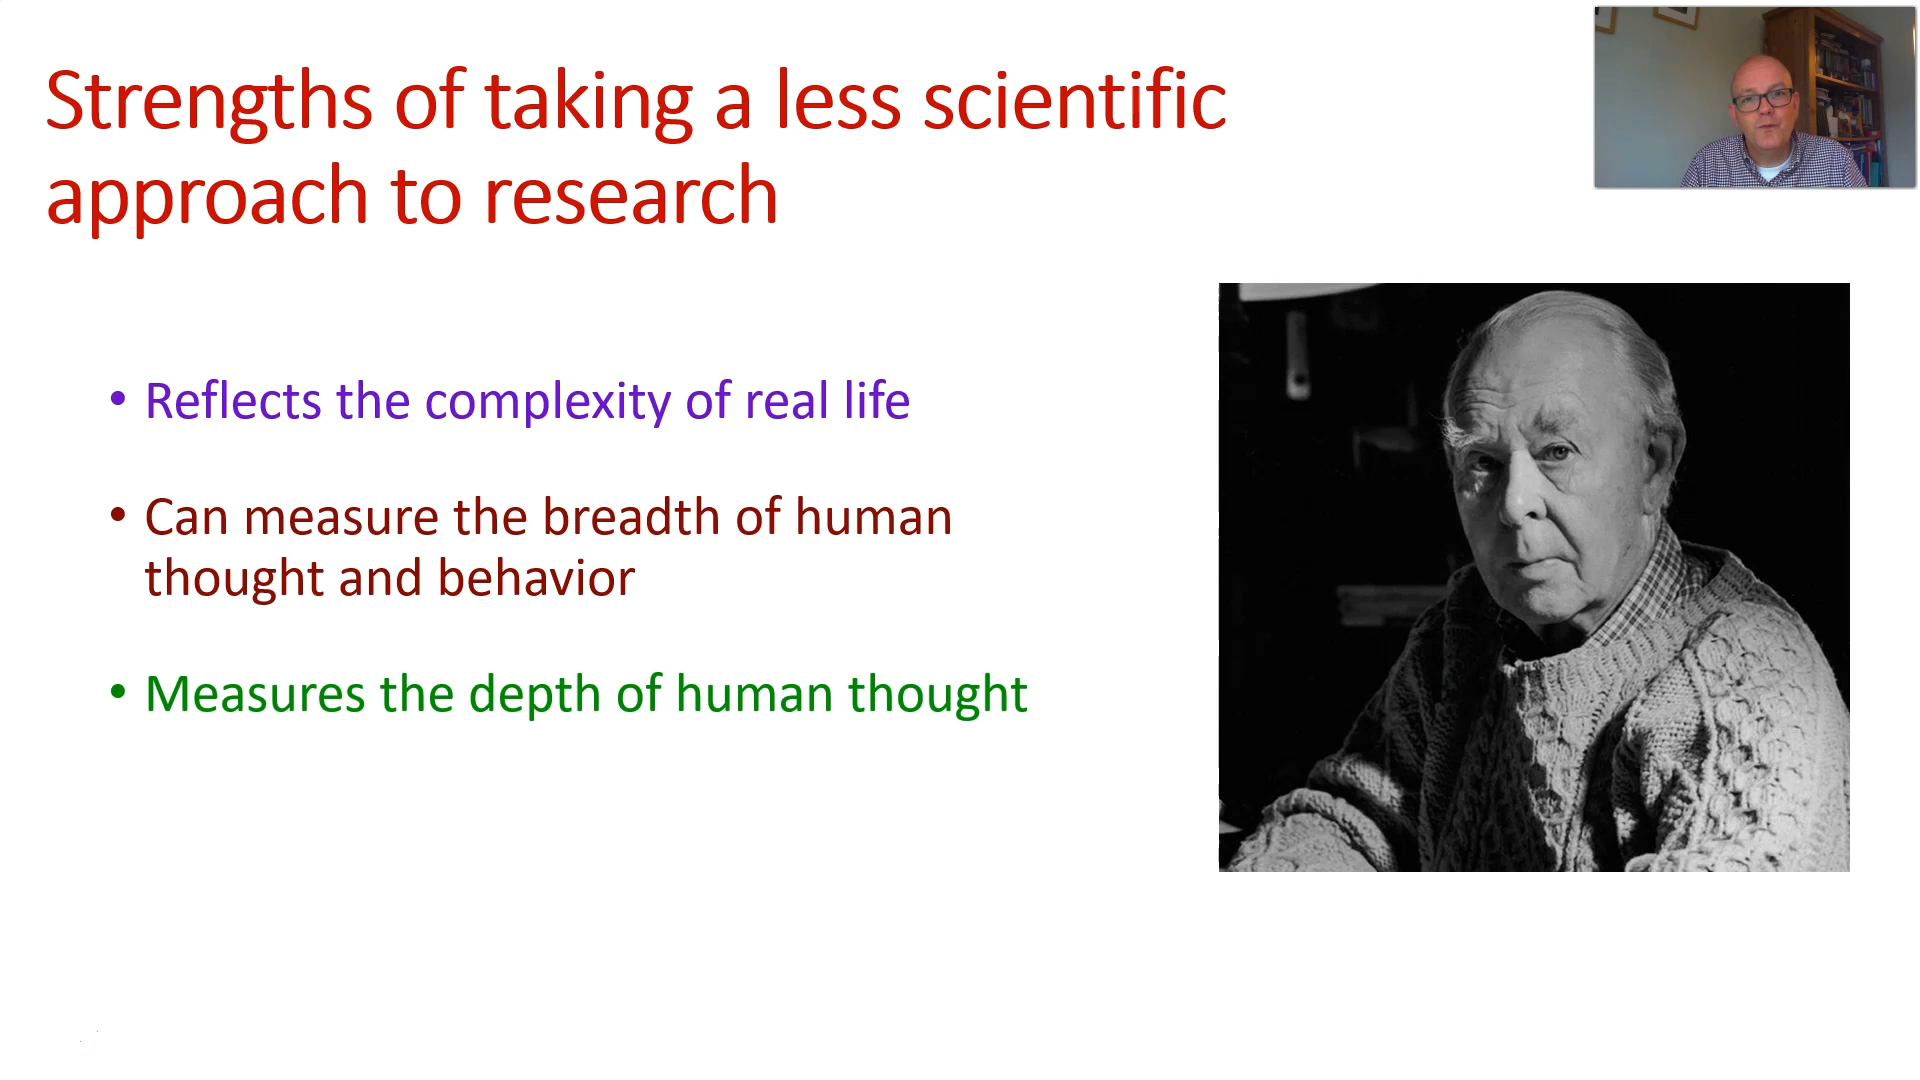 Strengths of taking a less scientific
approach to research
• Reflects the complexity of real life
• Can measure the breadth of human
thought and behavior
• Measures the depth of human thought